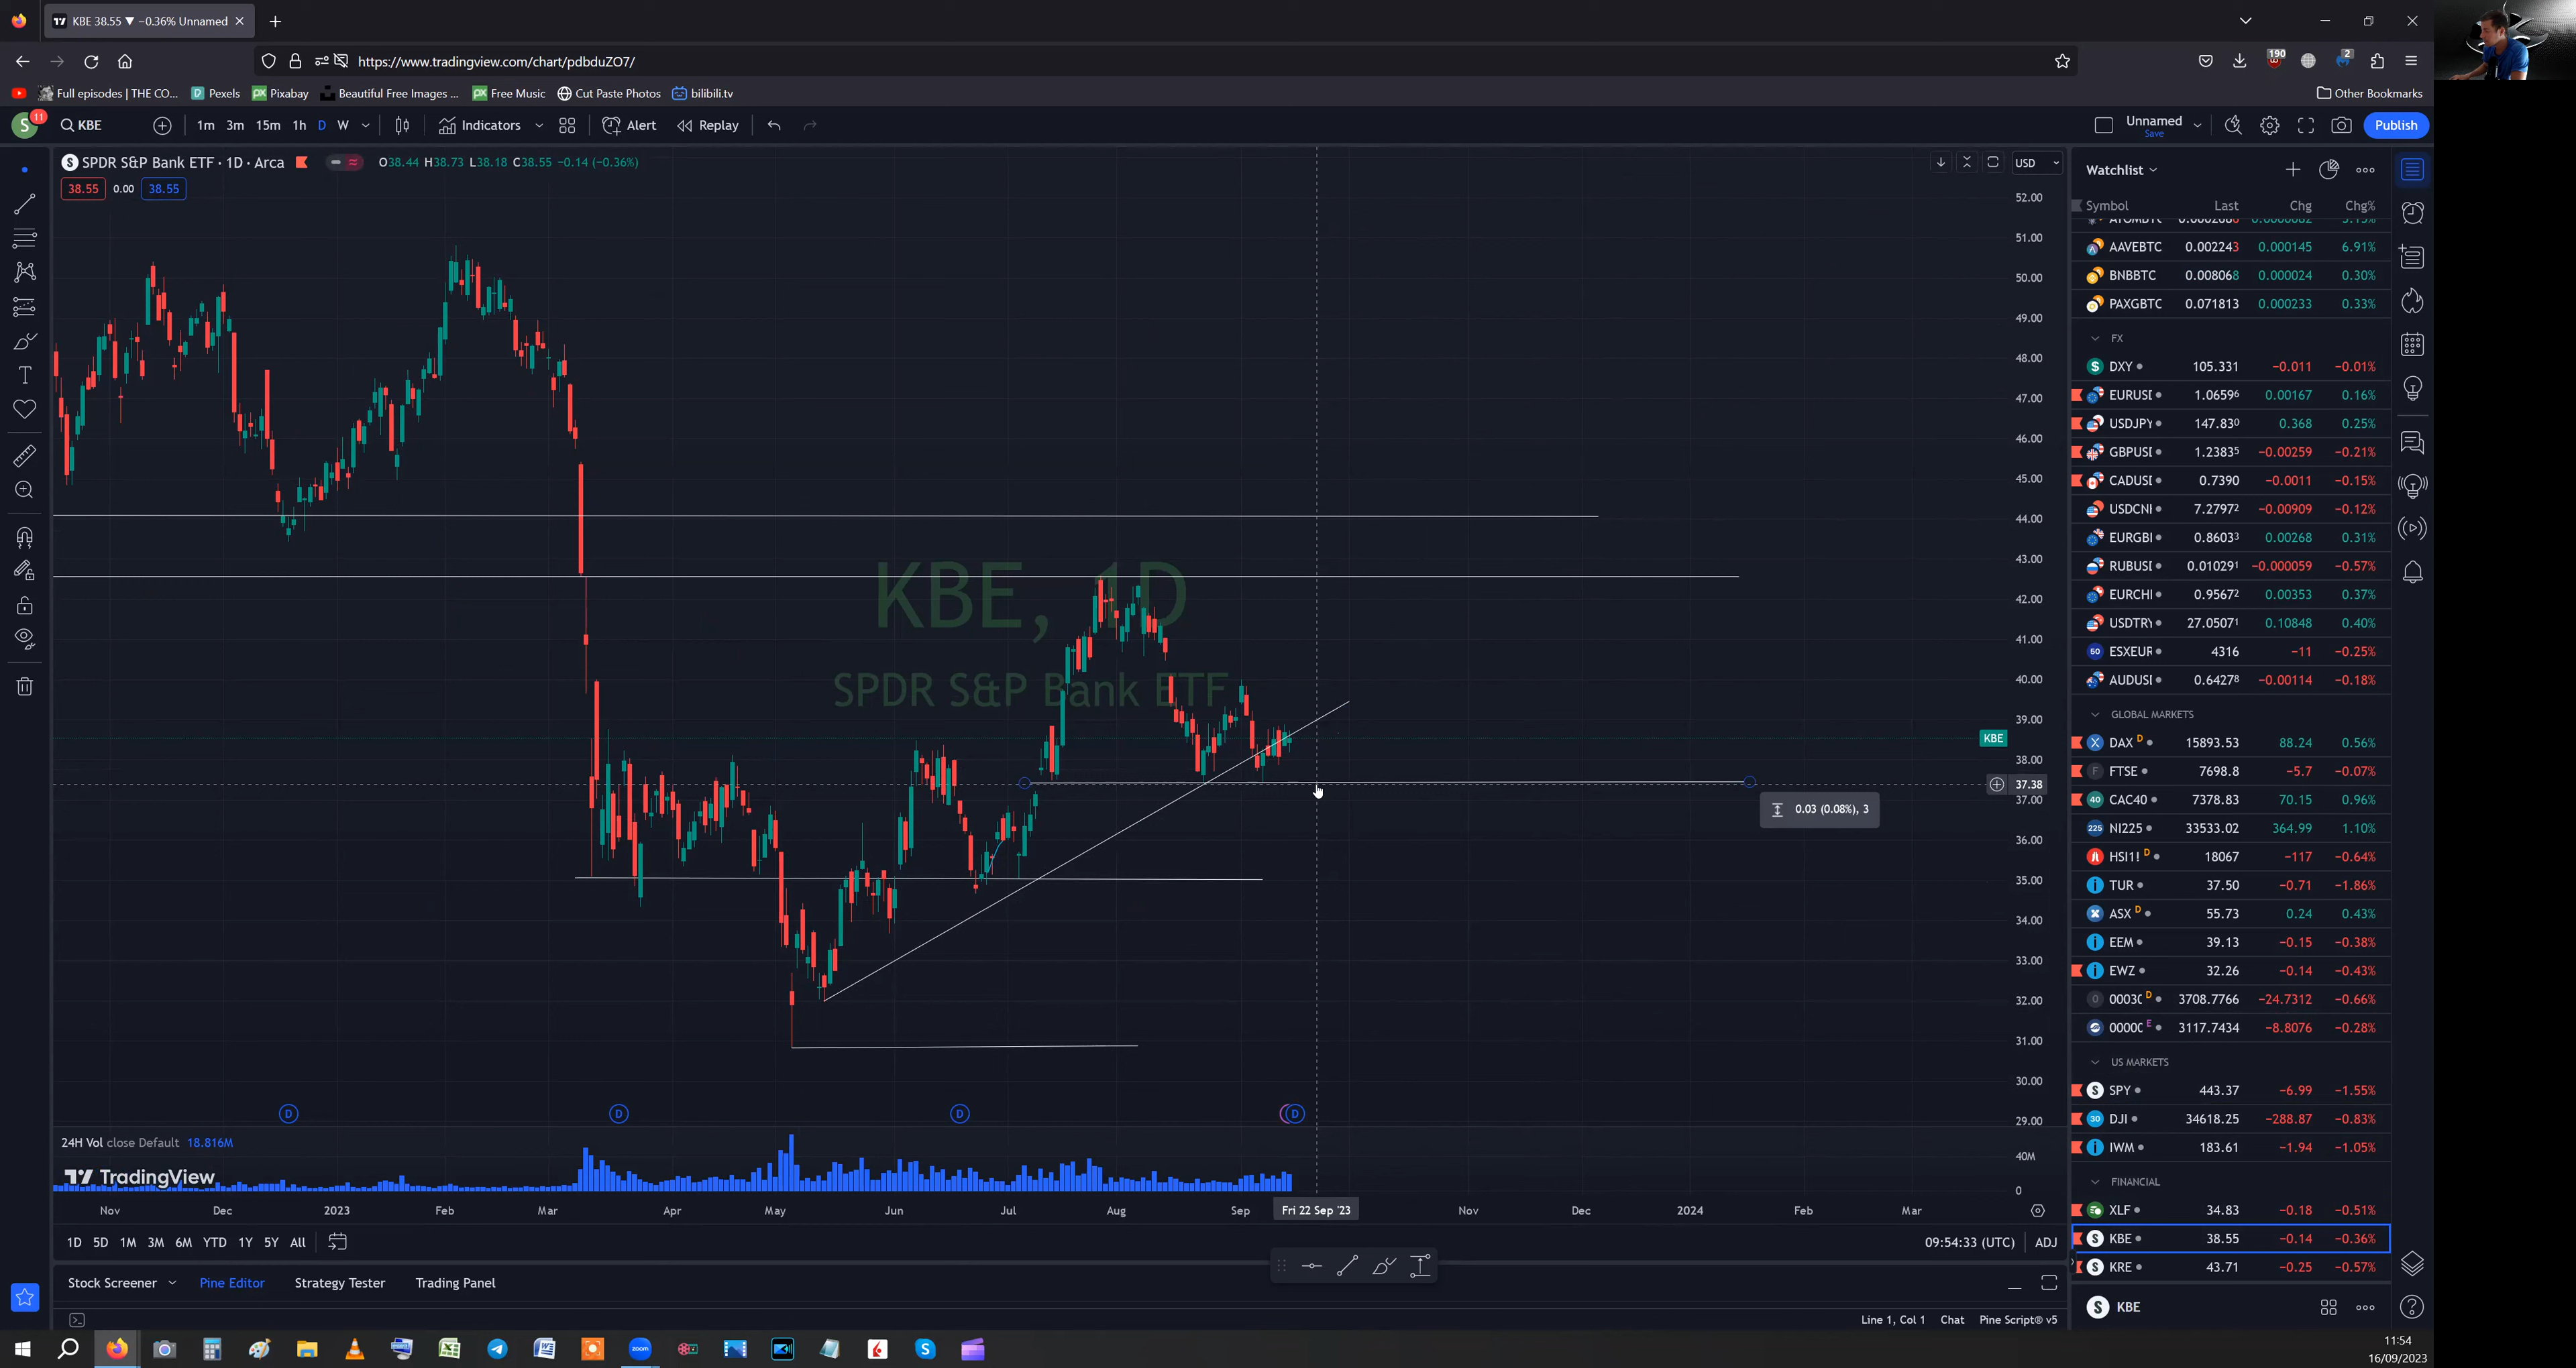 KBE 38.55 ▼ −0.36% Unnamed
https://www.tradingview.com/chart/pdbduZO7/
190
2
Full episodes | THE CO...
Pexels
Pixabay
Beautiful Free Images ...
Free Music
Cut Paste Photos
bilibili.tv
Other Bookmarks
S 11
KBE
1m 3m 15m 1h D W
Indicators
Alert
Replay
Unnamed
Save
Publish
SPDR S&P Bank ETF · 1D · Arca
O38.44 H38.73 L38.18 C38.55 −0.14 (−0.36%)
38.55 0.00 38.55
USD
52.00
51.00
50.00
49.00
48.00
47.00
46.00
45.00
44.00
43.00
42.00
41.00
40.00
39.00
KBE
38.00
37.38
37.00
36.00
35.00
34.00
33.00
32.00
31.00
30.00
29.00
40M
0
KBE, 1D
SPDR S&P Bank ETF
0.03 (0.08%), 3
D D D D
24H Vol close Default 18.816M
TradingView
Nov Dec 2023 Feb Mar Apr May Jun Jul Aug Sep Fri 22 Sep '23 Nov Dec 2024 Feb Mar
1D 5D 1M 3M 6M YTD 1Y 5Y All
09:54:33 (UTC) ADJ
Stock Screener Pine Editor Strategy Tester Trading Panel
Line 1, Col 1 Chat Pine Script® v5
Watchlist
Symbol Last Chg Chg%
AAVEBTC 0.002243 0.000145 6.91%
BNBBTC 0.008068 0.000024 0.30%
PAXGBTC 0.071813 0.000233 0.33%
FX
DXY 105.331 −0.011 −0.01%
EURUSI 1.06596 0.00167 0.16%
USDJPY 147.830 0.368 0.25%
GBPUSI 1.23835 −0.00259 −0.21%
CADUSI 0.7390 −0.0011 −0.15%
USDCNI 7.27972 −0.00909 −0.12%
EURGBI 0.86033 0.00268 0.31%
RUBUSI 0.010291 −0.000059 −0.57%
EURCHI 0.95672 0.00353 0.37%
USDTRY 27.05071 0.10848 0.40%
ESXEUR 4316 −11 −0.25%
AUDUSI 0.64278 −0.00114 −0.18%
GLOBAL MARKETS
DAX D 15893.53 88.24 0.56%
FTSE 7698.8 −5.7 −0.07%
CAC40 7378.83 70.15 0.96%
NI225 33533.02 364.99 1.10%
HSI1! D 18067 −117 −0.64%
TUR 37.50 −0.71 −1.86%
ASX D 55.73 0.24 0.43%
EEM 39.13 −0.15 −0.38%
EWZ 32.26 −0.14 −0.43%
0003 D 3708.7766 −24.7312 −0.66%
0000 E 3117.7434 −8.8076 −0.28%
US MARKETS
SPY 443.37 −6.99 −1.55%
DJI 34618.25 −288.87 −0.83%
IWM 183.61 −1.94 −1.05%
FINANCIAL
XLF 34.83 −0.18 −0.51%
KBE 38.55 −0.14 −0.36%
KRE 43.71 −0.25 −0.57%
KBE
zoom
11:54
16/09/2023